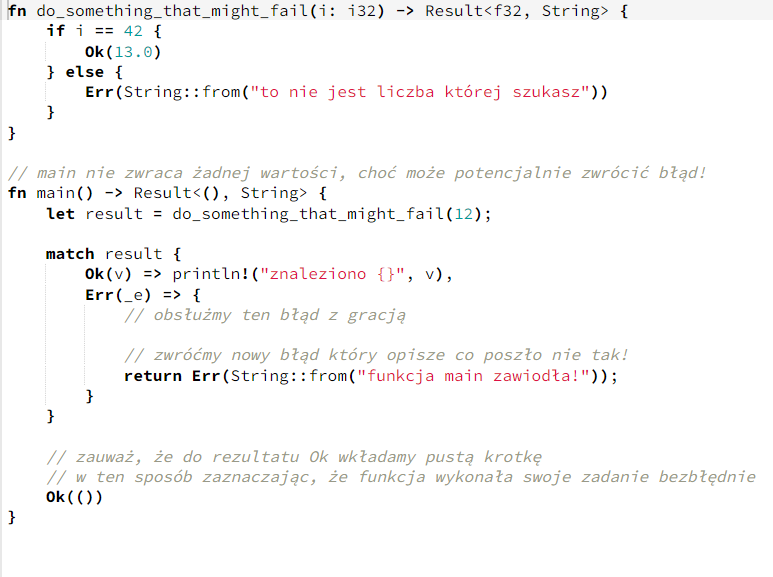 fn do_something_that_might_fail(i: i32) -> Result<f32, String> {
    if i == 42 {
        Ok(13.0)
    } else {
        Err(String::from("to nie jest liczba której szukasz"))
    }
}

// main nie zwraca żadnej wartości, choć może potencjalnie zwrócić błąd!
fn main() -> Result<(), String> {
    let result = do_something_that_might_fail(12);

    match result {
        Ok(v) => println!("znaleziono {}", v),
        Err(_e) => {
            // obsłużmy ten błąd z gracją

            // zwróćmy nowy błąd który opisze co poszło nie tak!
            return Err(String::from("funkcja main zawiodła!"));
        }
    }

    // zauważ, że do rezultatu Ok wkładamy pustą krotkę
    // w ten sposób zaznaczając, że funkcja wykonała swoje zadanie bezbłędnie
    Ok(())
}